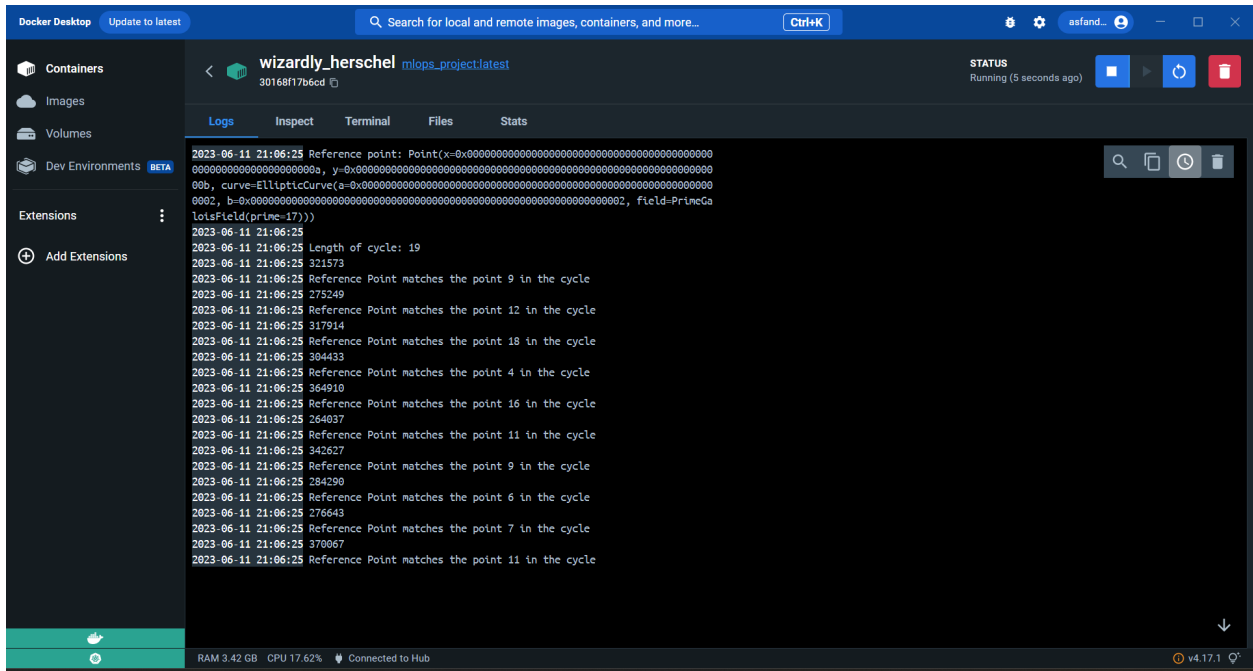 Docker Desktop Update to latest Search for local and remote images, containers, and more... Ctrl+K asfand...
Containers
Images
Volumes
Dev Environments BETA
Extensions
Add Extensions
wizardly_herschel mlops_project:latest
30168f17b6cd
STATUS
Running (5 seconds ago)
Logs Inspect Terminal Files Stats
2023-06-11 21:06:25 Reference point: Point(x=0x0000000000000000000000000000000000000000000000
000000000000000000000a, y=0x00000000000000000000000000000000000000000000000000000000000000
00b, curve=EllipticCurve(a=0x000000000000000000000000000000000000000000000000000000000000
0002, b=0x0000000000000000000000000000000000000000000000000000000000000002, field=PrimeGa
loisField(prime=17)))
2023-06-11 21:06:25
2023-06-11 21:06:25 Length of cycle: 19
2023-06-11 21:06:25 321573
2023-06-11 21:06:25 Reference Point matches the point 9 in the cycle
2023-06-11 21:06:25 275249
2023-06-11 21:06:25 Reference Point matches the point 12 in the cycle
2023-06-11 21:06:25 317914
2023-06-11 21:06:25 Reference Point matches the point 18 in the cycle
2023-06-11 21:06:25 304433
2023-06-11 21:06:25 Reference Point matches the point 4 in the cycle
2023-06-11 21:06:25 364910
2023-06-11 21:06:25 Reference Point matches the point 16 in the cycle
2023-06-11 21:06:25 264037
2023-06-11 21:06:25 Reference Point matches the point 11 in the cycle
2023-06-11 21:06:25 342627
2023-06-11 21:06:25 Reference Point matches the point 9 in the cycle
2023-06-11 21:06:25 284290
2023-06-11 21:06:25 Reference Point matches the point 6 in the cycle
2023-06-11 21:06:25 276643
2023-06-11 21:06:25 Reference Point matches the point 7 in the cycle
2023-06-11 21:06:25 370067
2023-06-11 21:06:25 Reference Point matches the point 11 in the cycle
RAM 3.42 GB CPU 17.62% Connected to Hub v4.17.1